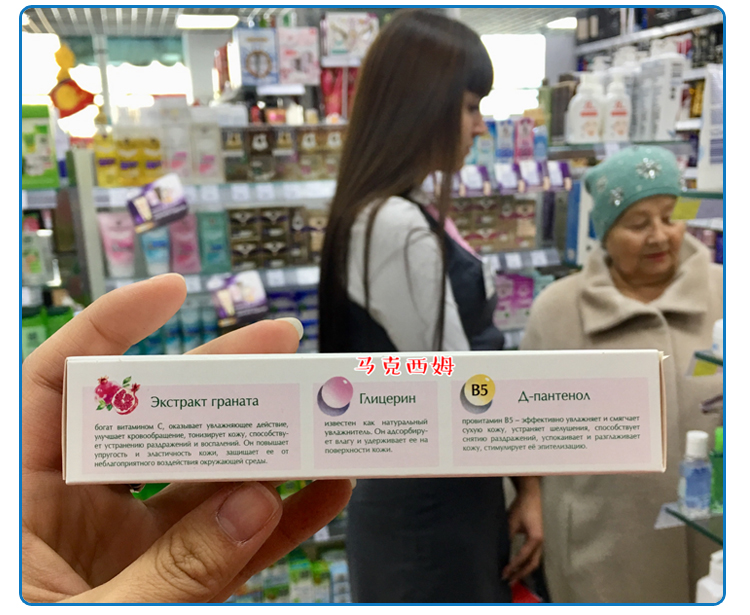 马克西姆
Экстракт граната
богат витамином С, оказывает увлажняющее действие,
улучшает кровообращение, тонизирует кожу, способству-
ет устранению раздражений и воспалений. Он повышает
упругость и эластичность кожи, защищает ее от
неблагоприятного воздействия окружающей среды.
Глицерин
известен как натуральный
увлажнитель. Он адсорбиру-
ет влагу и удерживает ее на
поверхности кожи.
B5
Д-пантенол
провитамин B5 – эффективно увлажняет и смягчает
сухую кожу, устраняет шелушения, способствует
снятию раздражений, успокаивает и разглаживает
кожу, стимулирует её эпителизацию.